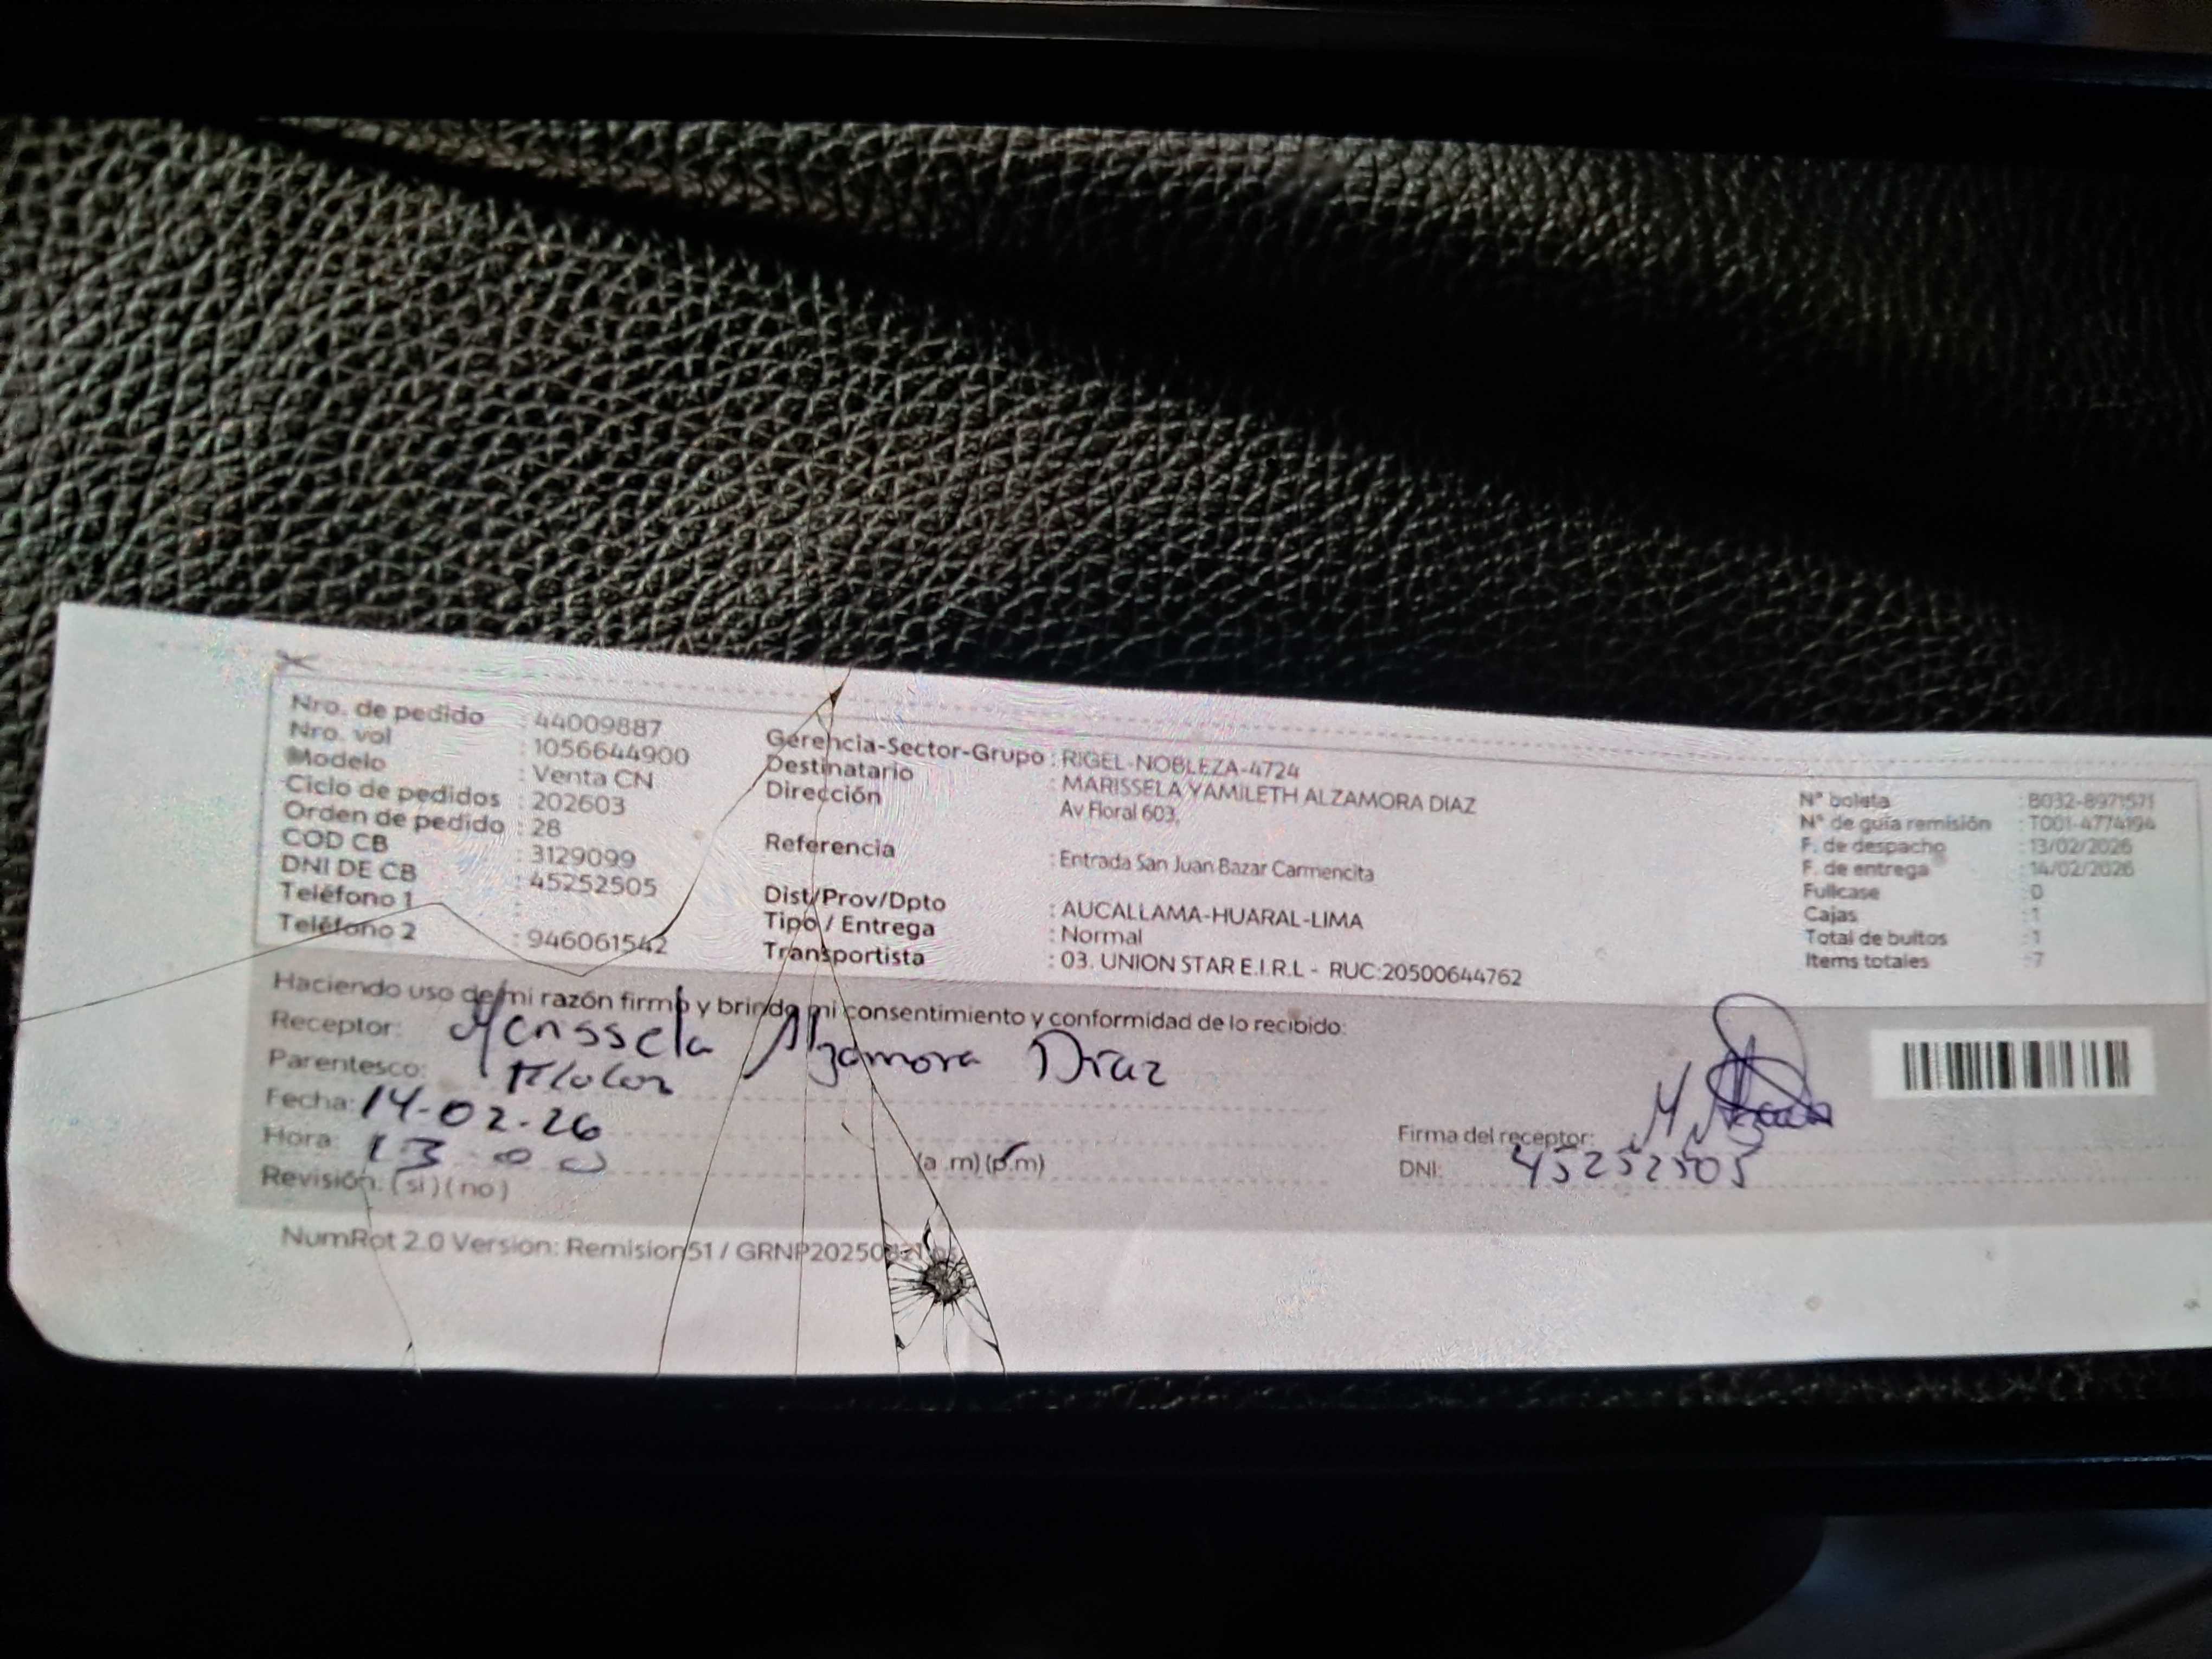 Nro. de pedido : 44009887
Nro. vol : 1056644900
Modelo : Venta CN
Ciclo de pedidos : 202603
Orden de pedido : 28
COD CB : 3129099
DNI DE CB : 45252505
Teléfono 1 :
Teléfono 2 : 946061542
Gerencia-Sector-Grupo : RIGEL-NOBLEZA-4724
Destinatario : MARISSELA YAMILETH ALZAMORA DIAZ
Dirección Av Floral 603,
Referencia : Entrada San Juan Bazar Carmencita
Dist/Prov/Dpto : AUCALLAMA-HUARAL-LIMA
Tipo / Entrega : Normal
Transportista : 03. UNION STAR E.I.R.L - RUC:20500644762
N° boleta : B032-8971571
N° de guía remisión : T001-4774194
F. de despacho : 13/02/2026
F. de entrega : 14/02/2026
Fullcase : 0
Cajas : 1
Total de bultos : 1
Items totales : 7
Haciendo uso de mi razón firmo y brindo mi consentimiento y conformidad de lo recibido:
Receptor: Marissela Alzamora Diaz
Parentesco:
Fecha: 14-02-26
Hora: 13 00 (a .m) (p.m)
Revisión: (si) (no)
Firma del receptor:
DNI: 45252505
NumRot 2.0 Version: Remision51 /